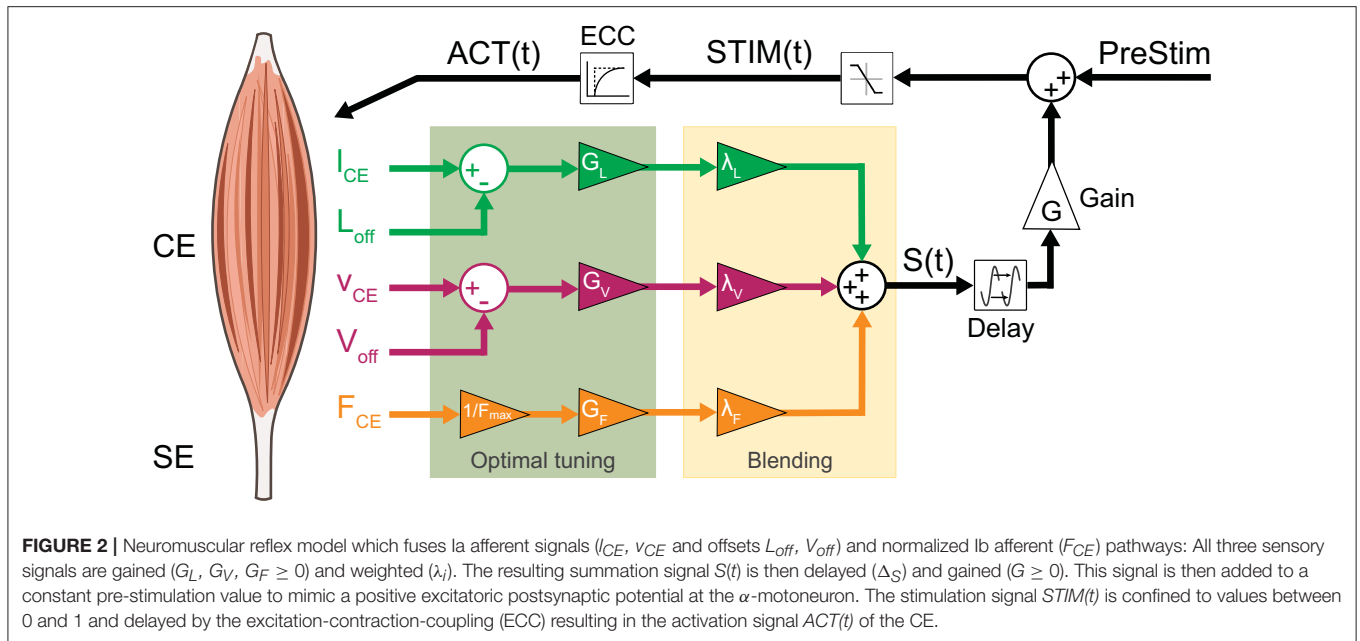 ECC
ACT(t)
STIM(t)
PreStim
+
+
l_CE
+
-
G_L
λ_L
L_off
CE
v_CE
+
-
G_V
λ_V
+
+
+
S(t)
G
Gain
V_off
Delay
F_CE
1/F_max
G_F
λ_F
SE
Optimal tuning
Blending
FIGURE 2 | Neuromuscular reflex model which fuses Ia afferent signals (l_CE, v_CE and offsets L_off, V_off) and normalized Ib afferent (F_CE) pathways: All three sensory
signals are gained (G_L, G_V, G_F ≥ 0) and weighted (λ_i). The resulting summation signal S(t) is then delayed (Δ_S) and gained (G ≥ 0). This signal is then added to a
constant pre-stimulation value to mimic a positive excitatoric postsynaptic potential at the α-motoneuron. The stimulation signal STIM(t) is confined to values between
0 and 1 and delayed by the excitation-contraction-coupling (ECC) resulting in the activation signal ACT(t) of the CE.